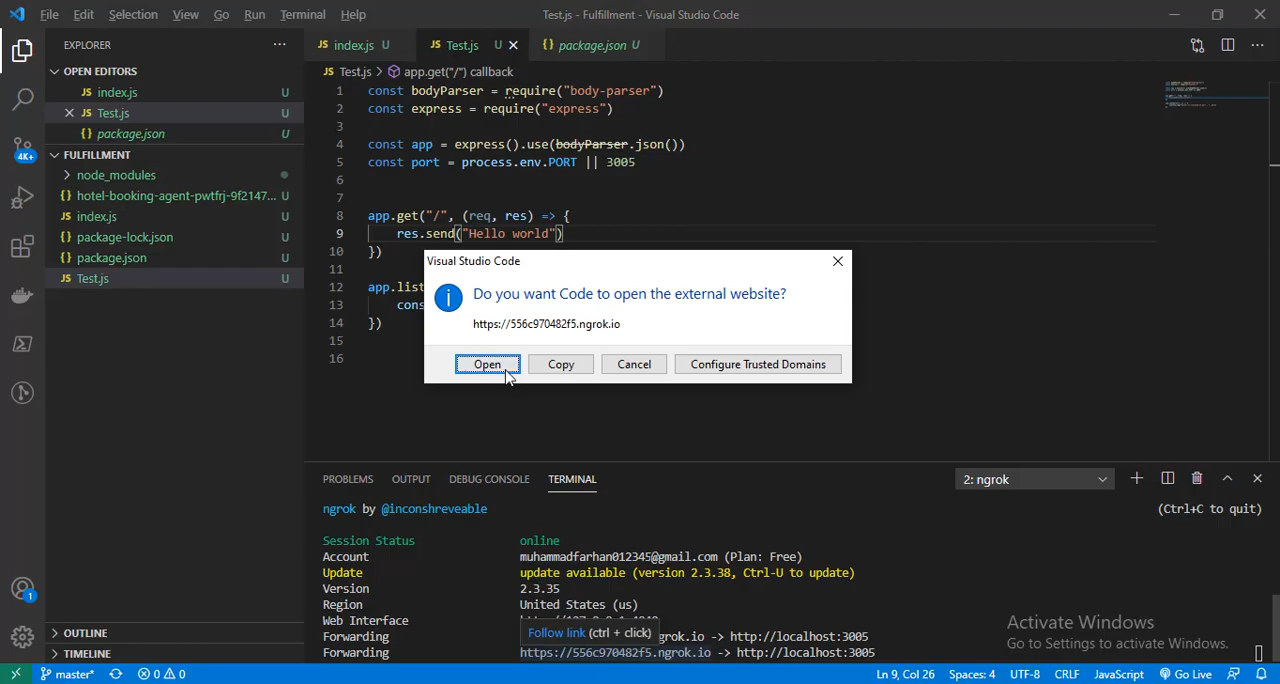 File Edit Selection View Go Run Terminal Help
Test.js - Fulfillment - Visual Studio Code
EXPLORER
OPEN EDITORS
JS index.js U
JS Test.js U
{ } package.json U
FULFILLMENT
node_modules
{ } hotel-booking-agent-pwtfrj-9f2147... U
JS index.js U
{ } package-lock.json U
{ } package.json U
JS Test.js U
OUTLINE
TIMELINE
4K+
1
JS index.js U JS Test.js U { } package.json U
JS Test.js > app.get("/") callback
1 const bodyParser = require("body-parser")
2 const express = require("express")
3
4 const app = express().use(bodyParser.json())
5 const port = process.env.PORT || 3005
6
7
8 app.get("/", (req, res) => {
9 res.send("Hello world")
10 })
11
12 app.list
13 cons
14 })
15
16
Visual Studio Code
Do you want Code to open the external website?
https://556c970482f5.ngrok.io
Open Copy Cancel Configure Trusted Domains
PROBLEMS OUTPUT DEBUG CONSOLE TERMINAL 2: ngrok
ngrok by @inconshreveable (Ctrl+C to quit)
Session Status online
Account muhammadfarhan012345@gmail.com (Plan: Free)
Update update available (version 2.3.38, Ctrl-U to update)
Version 2.3.35
Region United States (us)
Web Interface
Follow link (ctrl + click)
Forwarding grok.io -> http://localhost:3005
Forwarding https://556c970482f5.ngrok.io -> http://localhost:3005
Activate Windows
Go to Settings to activate Windows.
master* 0 0 Ln 9, Col 26 Spaces: 4 UTF-8 CRLF JavaScript Go Live